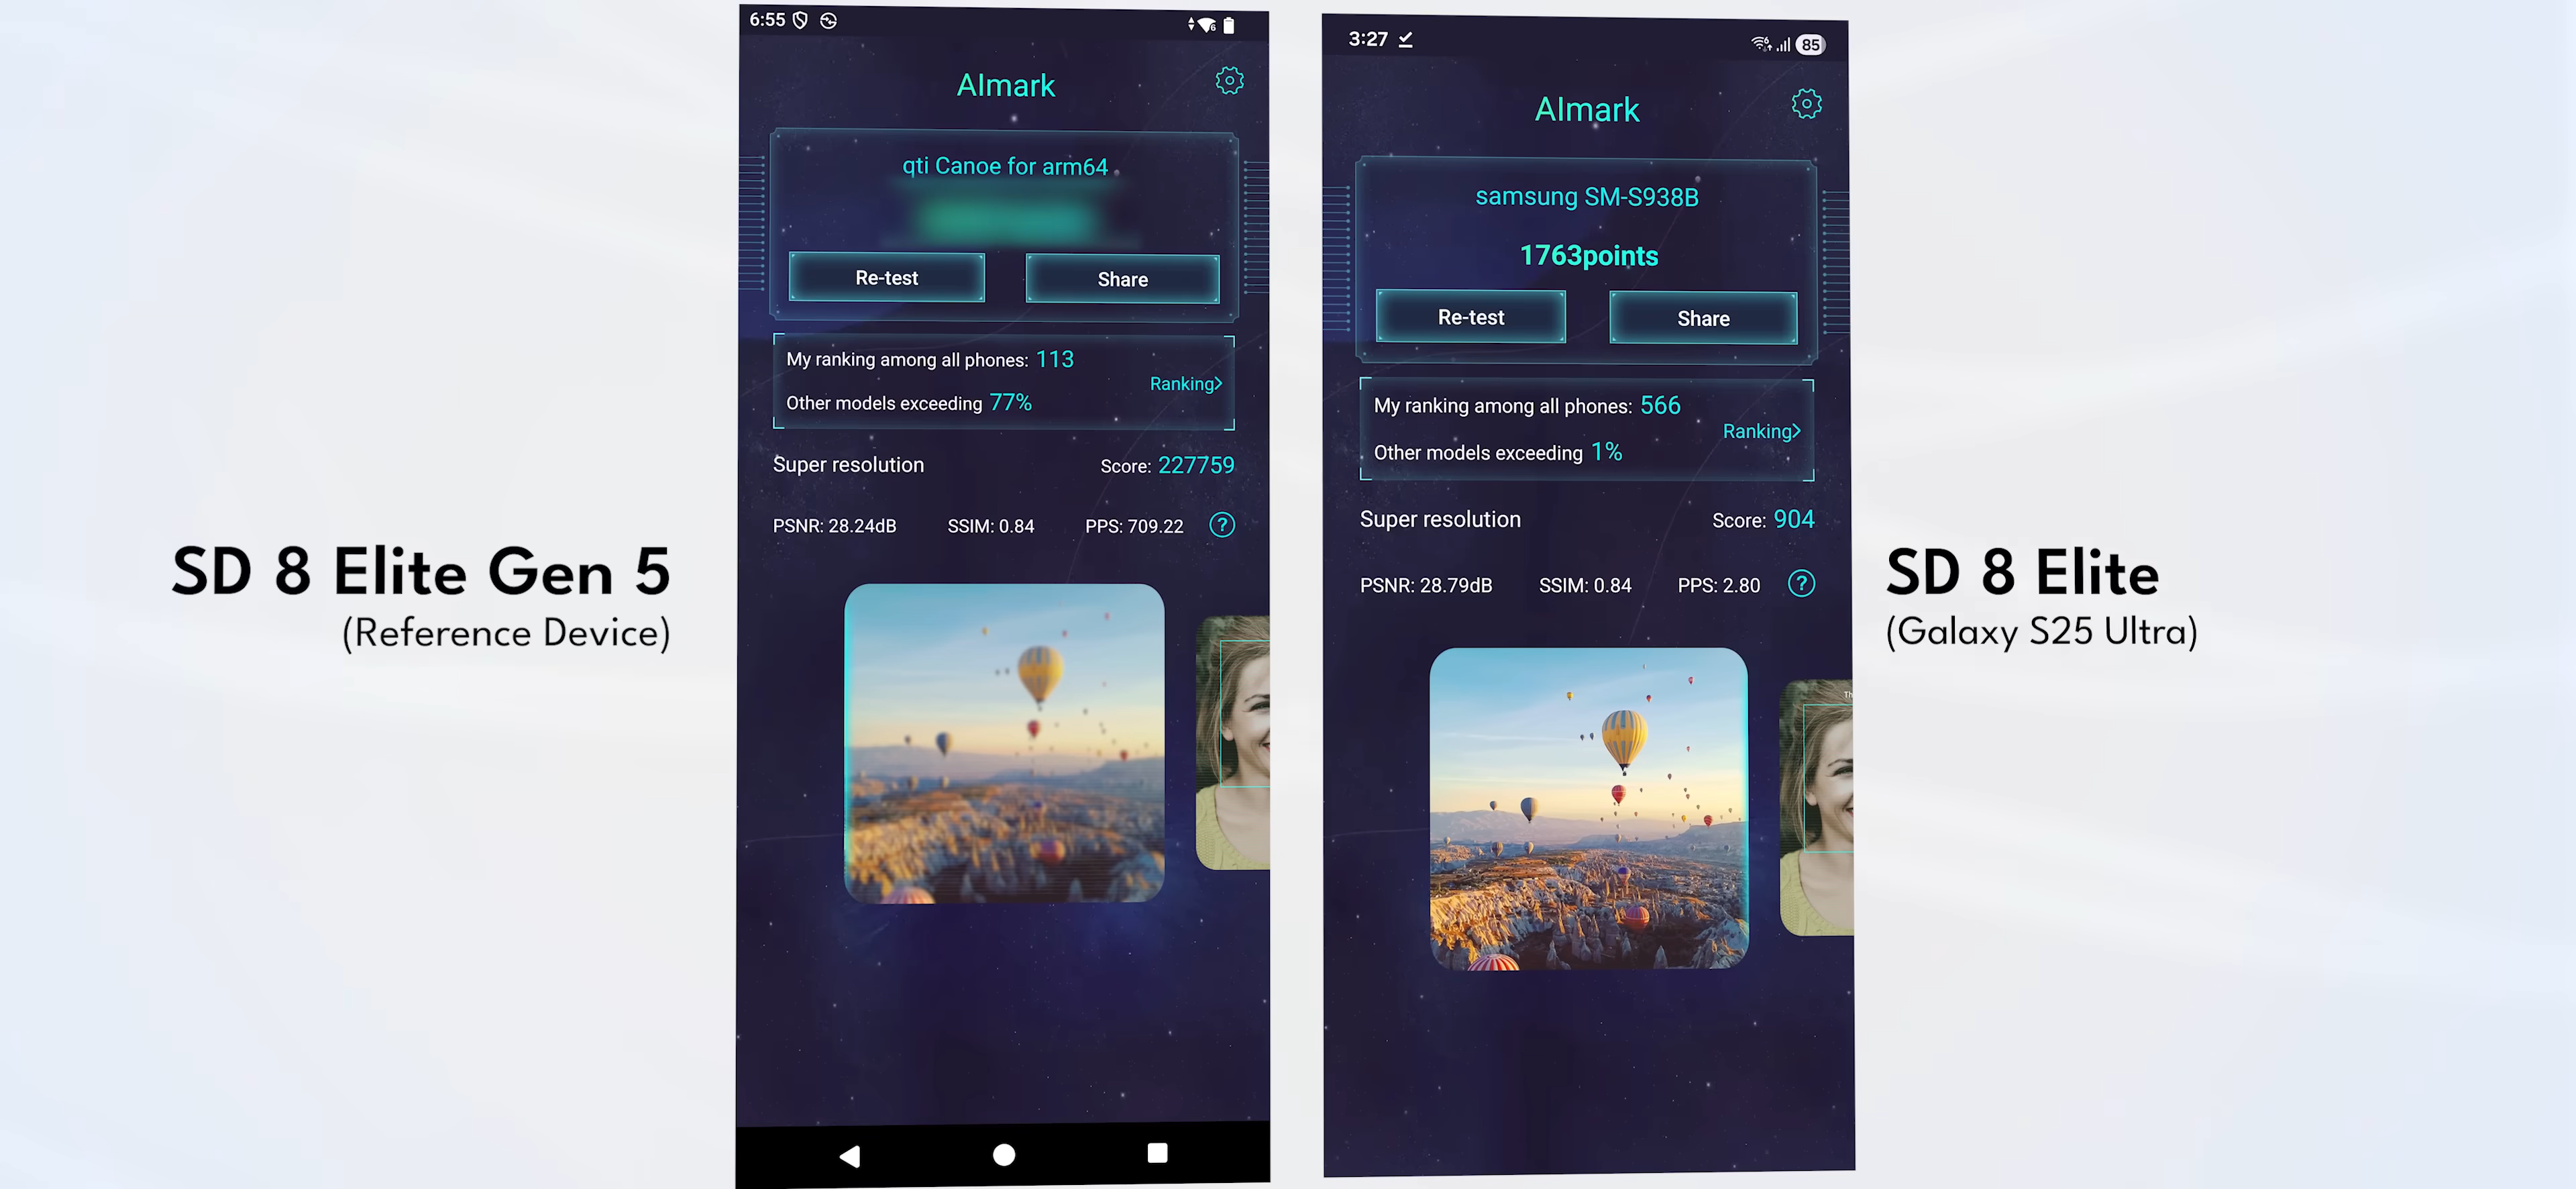 SD 8 Elite Gen 5
(Reference Device)
6:55
AImark
qti Canoe for arm64
Re-test
Share
My ranking among all phones: 113
Other models exceeding 77%
Ranking>
Super resolution
Score: 227759
PSNR: 28.24dB
SSIM: 0.84
PPS: 709.22
?
3:27
85
AImark
samsung SM-S938B
1763points
Re-test
Share
My ranking among all phones: 566
Other models exceeding 1%
Ranking>
Super resolution
Score: 904
PSNR: 28.79dB
SSIM: 0.84
PPS: 2.80
?
SD 8 Elite
(Galaxy S25 Ultra)